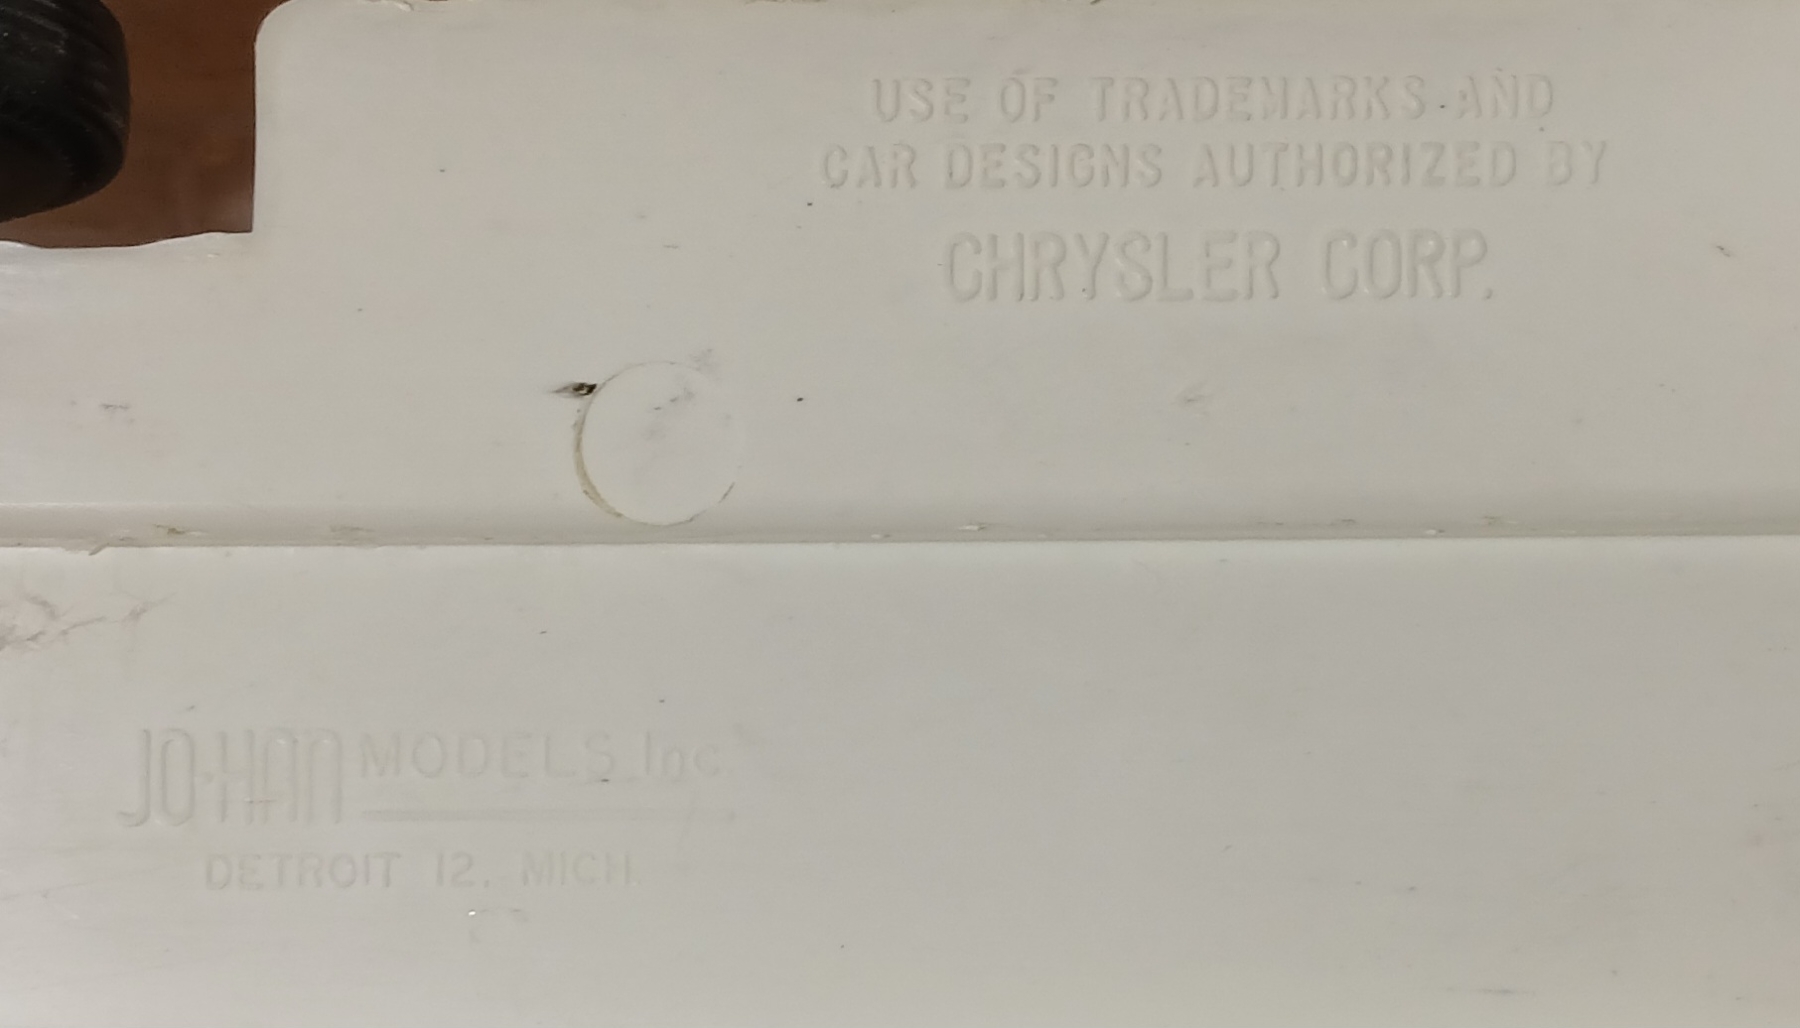 USE OF TRADEMARKS AND
CAR DESIGNS AUTHORIZED BY
CHRYSLER CORP.
JO-HAN MODELS, Inc.
DETROIT 12, MICH.